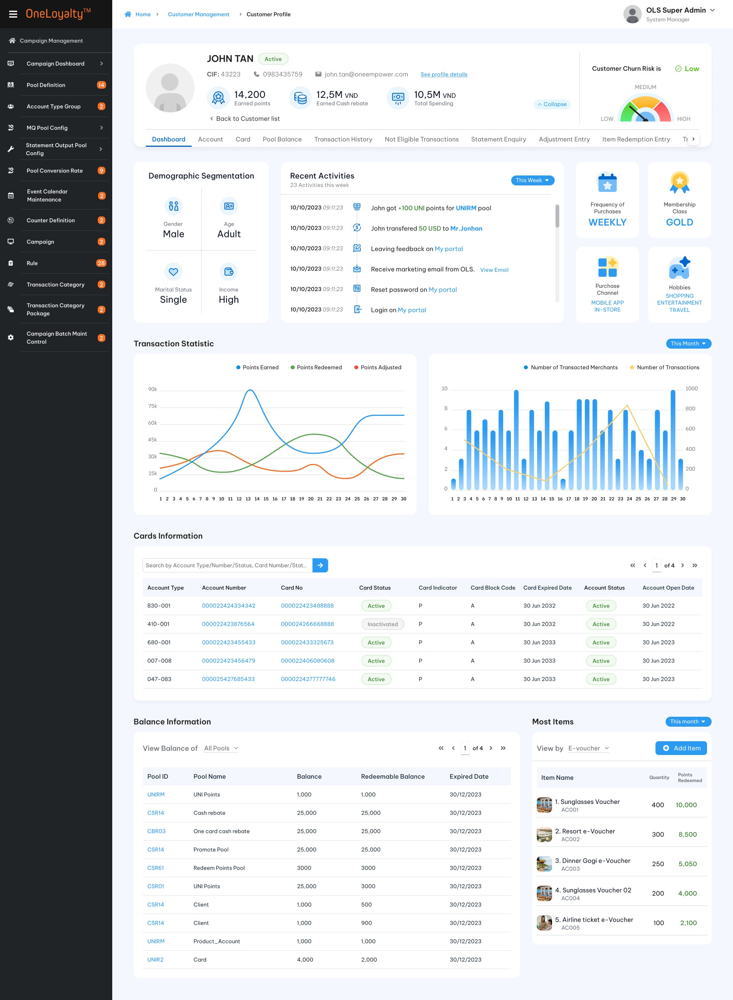 OneLoyalty™
Home
Customer Management
Customer Profile
OLS Super Admin
System Manager
Campaign Management
Campaign Dashboard
Pool Definition 14
Account Type Group 2
MQ Pool Config
Statement Output Pool
Config
Pool Conversion Rate 9
Event Calendar
Maintenance 2
Counter Definition 2
Campaign 2
Rule 28
Transaction Category 2
Transaction Category
Package 2
Campaign Batch Maint
Control 2
JOHN TAN Active
CIF: 43223 0983435759 john.tan@oneempower.com See profile details
14,200
Earned points
12,5M VND
Earned Cash rebate
10,5M VND
Total Spending
Collapse
Back to Customer list
Customer Churn Risk is Low
MEDIUM
LOW
HIGH
Dashboard Account Card Pool Balance Transaction History Not Eligible Transactions Statement Enquiry Adjustment Entry Item Redemption Entry
Demographic Segmentation
Gender
Male
Age
Adult
Marital Status
Single
Income
High
Recent Activities
23 Activities this week
This Week
10/10/2023 09:11:23 John got +100 UNI points for UNIRM pool
10/10/2023 09:11:23 John transfered 50 USD to Mr.Jonhan
10/10/2023 09:11:23 Leaving feedback on My portal
10/10/2023 09:11:23 Receive marketing email from OLS. View Email
10/10/2023 09:11:23 Reset password on My portal
10/10/2023 09:11:23 Login on My portal
Frequency of
Purchases
WEEKLY
Membership
Class
GOLD
Purchase
Channel
MOBILE APP
IN-STORE
Hobbies
SHOPPING
ENTERTAINMENT
TRAVEL
Transaction Statistic
This Month
Points Earned Points Redeemed Points Adjusted
90k
75k
60k
45k
30k
15k
0
1 2 3 4 5 6 7 8 9 10 11 12 13 14 15 16 17 18 19 20 21 22 23 24 25 26 27 28 29 30
Number of Transacted Merchants Number of Transactions
10 1000
8 800
6 600
4 400
2 200
0 0
1 2 3 4 5 6 7 8 9 10 11 12 13 14 15 16 17 18 19 20 21 22 23 24 25 26 27 28 29 30
Cards Information
Search by Account Type/Number/Status, Card Number/Stat..
1 of 4
Account Type Account Number Card No Card Status Card Indicator Card Block Code Card Expired Date Account Status Account Open Date
830-001 000022424334342 000022423488888 Active P A 30 Jun 2032 Active 30 Jun 2022
410-001 000022423876564 000024266668888 Inactivated P A 30 Jun 2032 Active 30 Jun 2022
680-001 000022423455433 000022433325673 Active P A 30 Jun 2033 Active 30 Jun 2023
007-008 000022423456479 000022406080608 Active P A 30 Jun 2033 Active 30 Jun 2023
047-083 000025427685433 0000224277777746 Active P A 30 Jun 2033 Active 30 Jun 2023
Balance Information
View Balance of All Pools
1 of 4
Pool ID Pool Name Balance Redeemable Balance Expired Date
UNIRM UNI Points 1,000 1,000 30/12/2023
CSR14 Cash rebate 25,000 25,000 30/12/2023
CBR03 One card cash rebate 25,000 25,000 30/12/2023
CSR14 Promote Pool 25,000 25,000 30/12/2023
CSR61 Redeem Points Pool 3000 3000 30/12/2023
CSR01 UNI Points 25,000 3000 30/12/2023
CSR14 Client 1,000 500 30/12/2023
CSR14 Client 1,000 900 30/12/2023
UNIRM Product_Account 1,000 1,000 30/12/2023
UNIR2 Card 4,000 2,000 30/12/2023
Most Items
This month
View by E-voucher
Add Item
Item Name Quantity Points
Redeemed
1. Sunglasses Voucher 400 10,000
AC001
2. Resort e-Voucher 300 8,500
AC002
3. Dinner Gogi e-Voucher 250 5,050
AC003
4. Sunglasses Voucher 02 200 4,000
AC004
5. Airline ticket e-Voucher 100 2,100
AC005